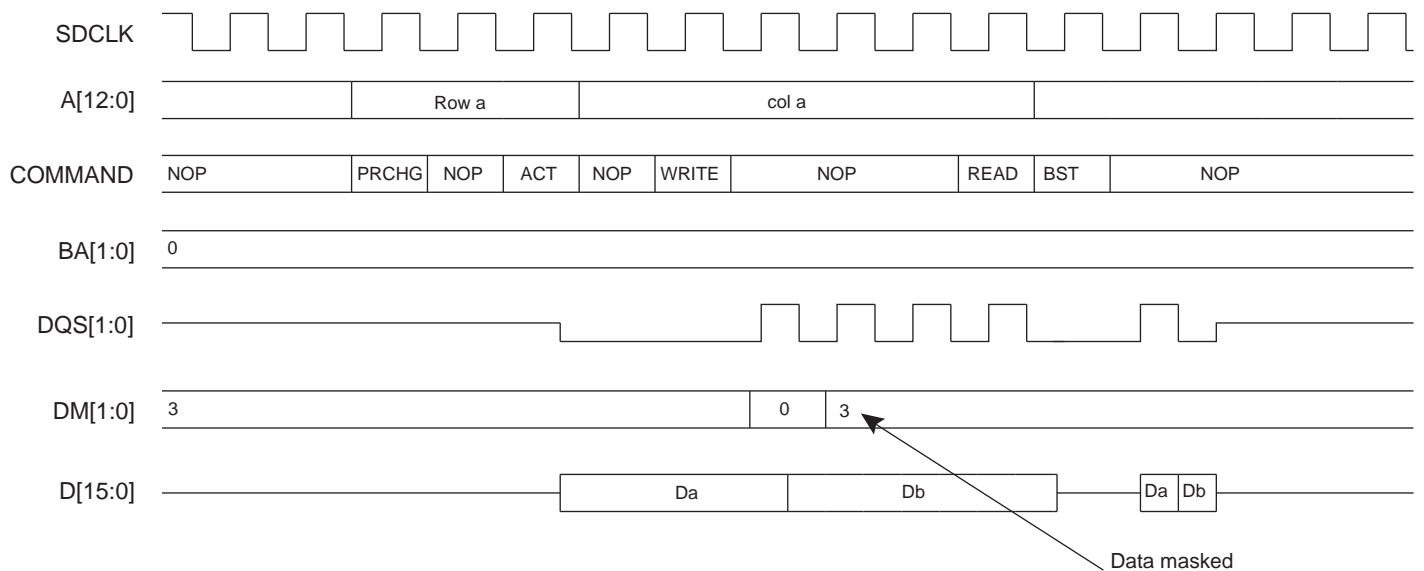 SDCLK
A[12:0] Row a col a
COMMAND NOP PRCHG NOP ACT NOP WRITE NOP READ BST NOP
BA[1:0] 0
DQS[1:0]
DM[1:0] 3 0 3
D[15:0] Da Db Da Db
Data masked